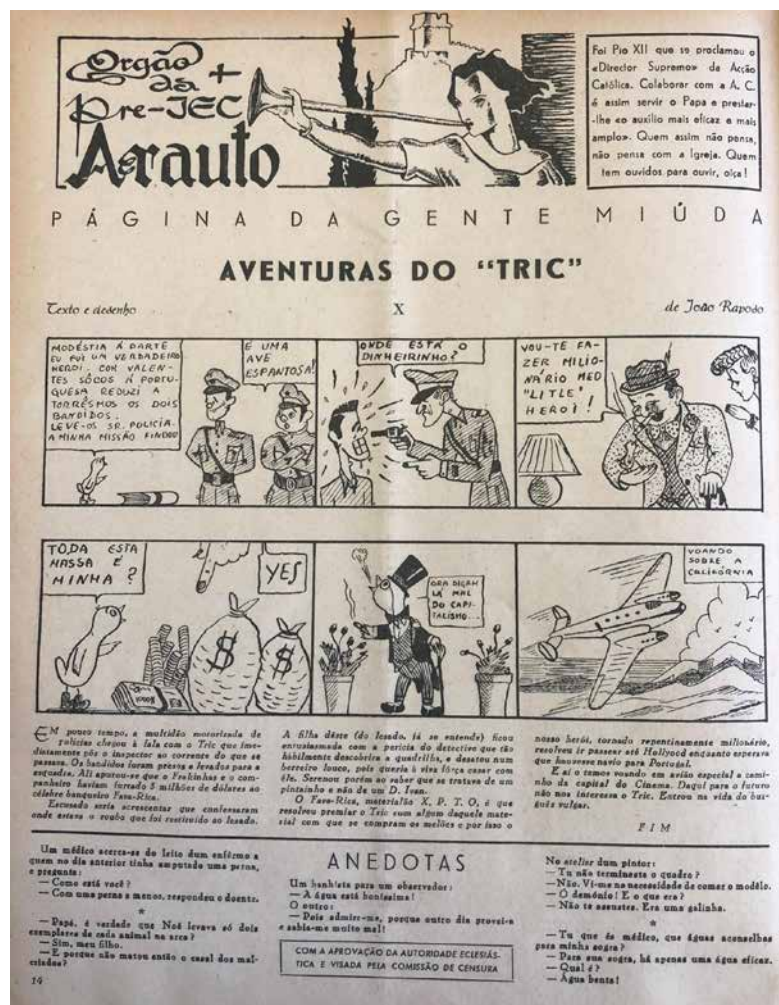 Orgão
da
Pre-JEC
Arauto
Foi Pio XII que se proclamou o
«Director Supremo» da Acção
Católica. Colaborar com a A. C.
é assim servir o Papa e prestar-
-lhe «o auxílio mais eficaz e mais
amplo». Quem assim não pensa,
não pensa com a Igreja. Quem
tem ouvidos para ouvir, oiça!
PÁGINA DA GENTE MIÚDA
AVENTURAS DO "TRIC"
Texto e desenho
X
de João Rapodo
MODÉSTIA Á PARTE
EU FUI UM VERDADEIRO
HEROI. COM VALEN-
TES SÔCOS Á PORTU-
GUESA REDUZI A
TORRÊSMOS OS DOIS
BANDIDOS.
LEVE-OS SR. POLICIA.
A MINHA MISSÃO FINDOU
É UMA
AVE
ESPANTOSA!
ONDE ESTÁ O
DINHEIRINHO?
VOU-TE FA-
ZER MILIO-
NÁRIO MEO
"LITLE"
HEROI!
TODA ESTA
MASSA É
MINHA?
$
$
YES
ORA DIGAM
LÁ MAL
DO CAPI-
TALISMO...
VOANDO
SOBRE A
CALIFÓRNIA
EM pouco tempo, a multidão motorizada de
policias chegou à fala com o Tric que ime-
diatamente pôs o inspector ao corrente do que se
passara. Os bandidos foram presos e levados para a
esquadra. Ali apurou-se que o Fuskinhas e o com-
panheiro haviam furtado 5 milhões de dólares ao
célebre banqueiro Fava-Rica.
Escusado seria acrescentar que confessaram
onde estava o roubo que foi restituído ao lesado.
A filha dêste (do lesado, já se entende) ficou
entusiasmada com a perícia do detective que tão
hàbilmente descobrira a quadrilha, e desatou num
berreiro louco, pois queria à viva fôrça casar com
êle. Serenou porém ao saber que se tratava de um
pintainho e não de um D. Ivan.
O Fava-Rica, materialão X. P. T. O, é que
resolveu premiar o Tric com algum daquele mate-
rial com que se compram os melões e por isso o
nosso herói, tornado repentinamente milionário,
resolveu ir passear até Hollyood enquanto esperava
que houvesse navio para Portugal.
E aí o temos voando em avião especial a cami-
nho da capital do Cinema. Daqui para o futuro
não nos interessa o Tric. Entrou na vida do bur-
guês vulgar.
FIM
Um médico acerca-se do leito dum enfêrmo a
quem no dia anterior tinha amputado uma perna,
e pregunta:
— Como está você?
— Com uma perna a menos, respondeu o doente.
*
— Papá, é verdade que Noé levava só dois
exemplares de cada animal na arca?
— Sim, meu filho.
— E porque não matou então o casal dos mal-
criados?
14
ANEDOTAS
Um banhista para um observador:
— A água está boníssima!
O outro:
— Pois admire-me, porque outro dia provei-a
e sabia-me muito mal!
COM A APROVAÇÃO DA AUTORIDADE ECLESIÁS-
TICA E VISADA PELA COMISSÃO DE CENSURA
No atelier dum pintor:
— Tu não terminaste o quadro?
— Não. Vi-me na necessidade de comer o modêlo.
— Ó demónio! E o que era?
— Não te assustes. Era uma galinha.
*
— Tu que és médico, que águas aconselhas
para minha sogra?
— Para sua sogra, há apenas uma água eficaz.
— Qual é?
— Água benta!